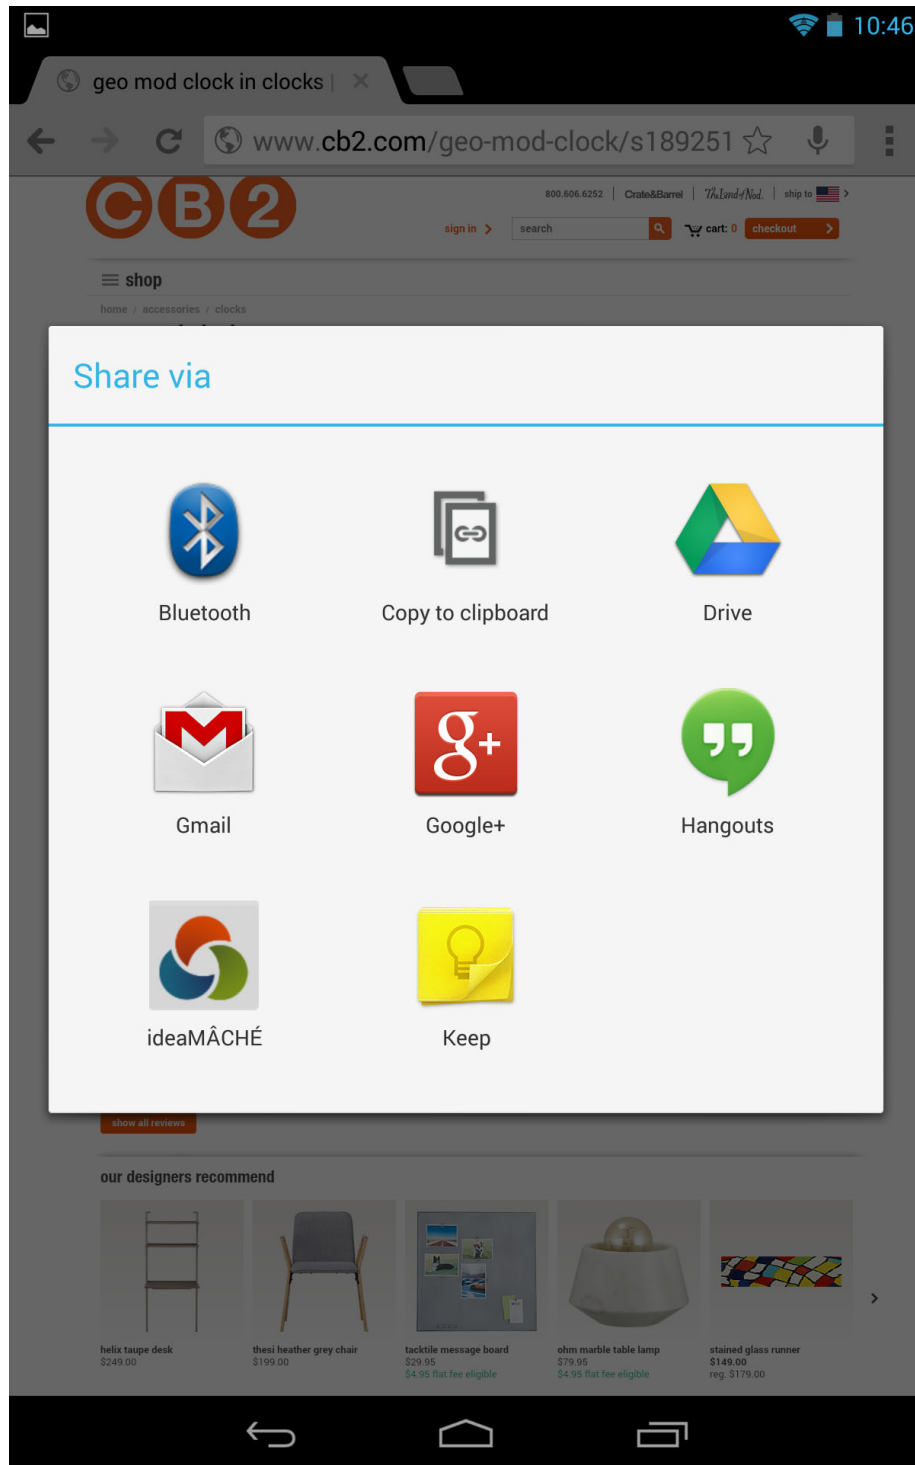 10:46
geo mod clock in clocks |
www.cb2.com/geo-mod-clock/s189251
CB2
800.606.6252 | Crate&Barrel | The Land of Nod. | ship to
sign in search cart: 0 checkout
shop
home / accessories / clocks
Share via
Bluetooth Copy to clipboard Drive
Gmail Google+ Hangouts
ideaMÂCHÉ Keep
show all reviews
our designers recommend
helix taupe desk thesi heather grey chair tacktile message board ohm marble table lamp stained glass runner
$249.00 $199.00 $29.95 $79.95 $149.00
$4.95 flat fee eligible $4.95 flat fee eligible reg. $179.00